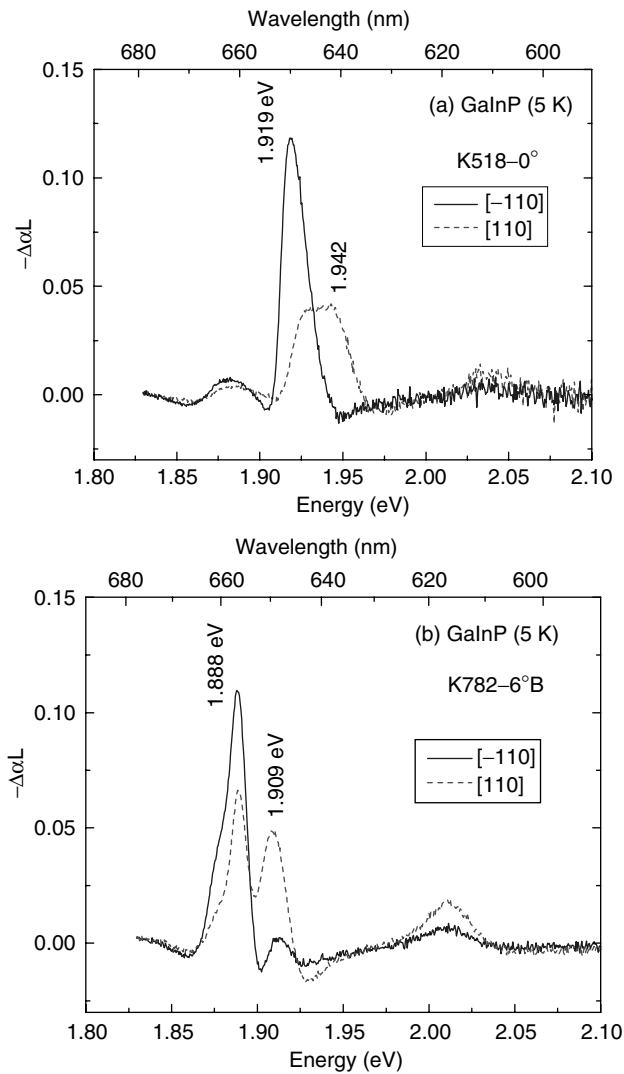 Wavelength (nm)
680 660 640 620 600
0.15
0.10
0.05
0.00
−ΔαL
1.919 eV
1.942
(a) GaInP (5 K)
K518–0°
[–110]
[110]
1.80 1.85 1.90 1.95 2.00 2.05 2.10
Energy (eV)
Wavelength (nm)
680 660 640 620 600
0.15
0.10
0.05
0.00
−ΔαL
1.888 eV
1.909 eV
(b) GaInP (5 K)
K782–6°B
[–110]
[110]
1.80 1.85 1.90 1.95 2.00 2.05 2.10
Energy (eV)